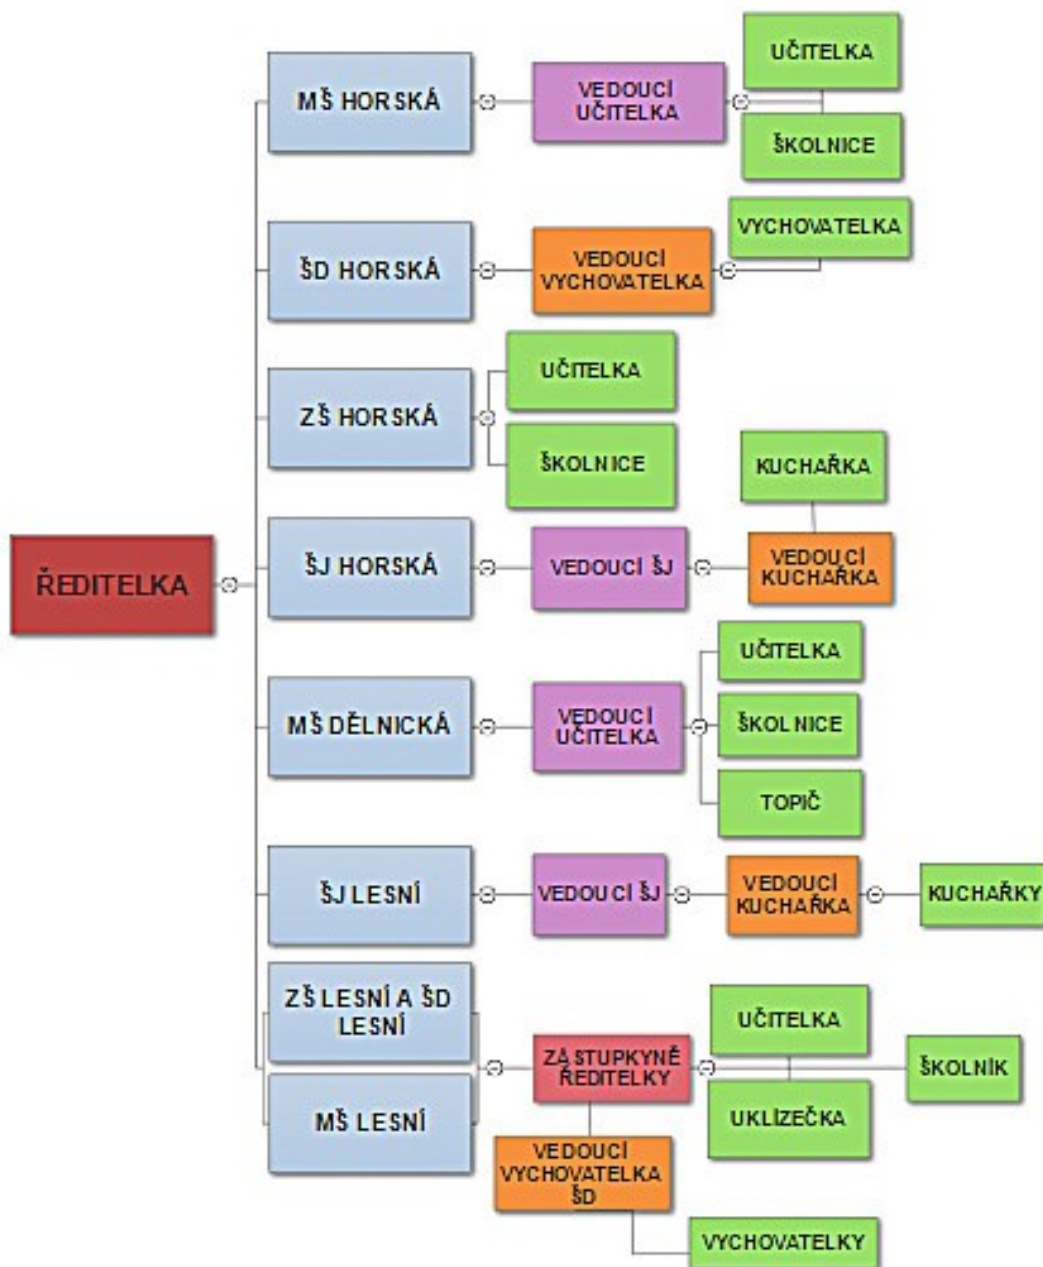 ŘEDITELKA
MŠ HORSKÁ
VEDOUCÍ
UČITELKA
UČITELKA
ŠKOLNICE
ŠD HORSKÁ
VEDOUCÍ
VYCHOVATELKA
VYCHOVATELKA
ZŠ HORSKÁ
UČITELKA
ŠKOLNICE
ŠJ HORSKÁ
VEDOUCÍ ŠJ
KUCHAŘKA
VEDOUCÍ
KUCHAŘKA
MŠ DĚLNICKÁ
VEDOUCÍ
UČITELKA
UČITELKA
ŠKOLNICE
TOPIČ
ŠJ LESNÍ
VEDOUCÍ ŠJ
VEDOUCÍ
KUCHAŘKA
KUCHAŘKY
ZŠ LESNÍ A ŠD
LESNÍ
MŠ LESNÍ
ZÁSTUPKYNĚ
ŘEDITELKY
UČITELKA
UKLÍZEČKA
ŠKOLNÍK
VEDOUCÍ
VYCHOVATELKA
ŠD
VYCHOVATELKY